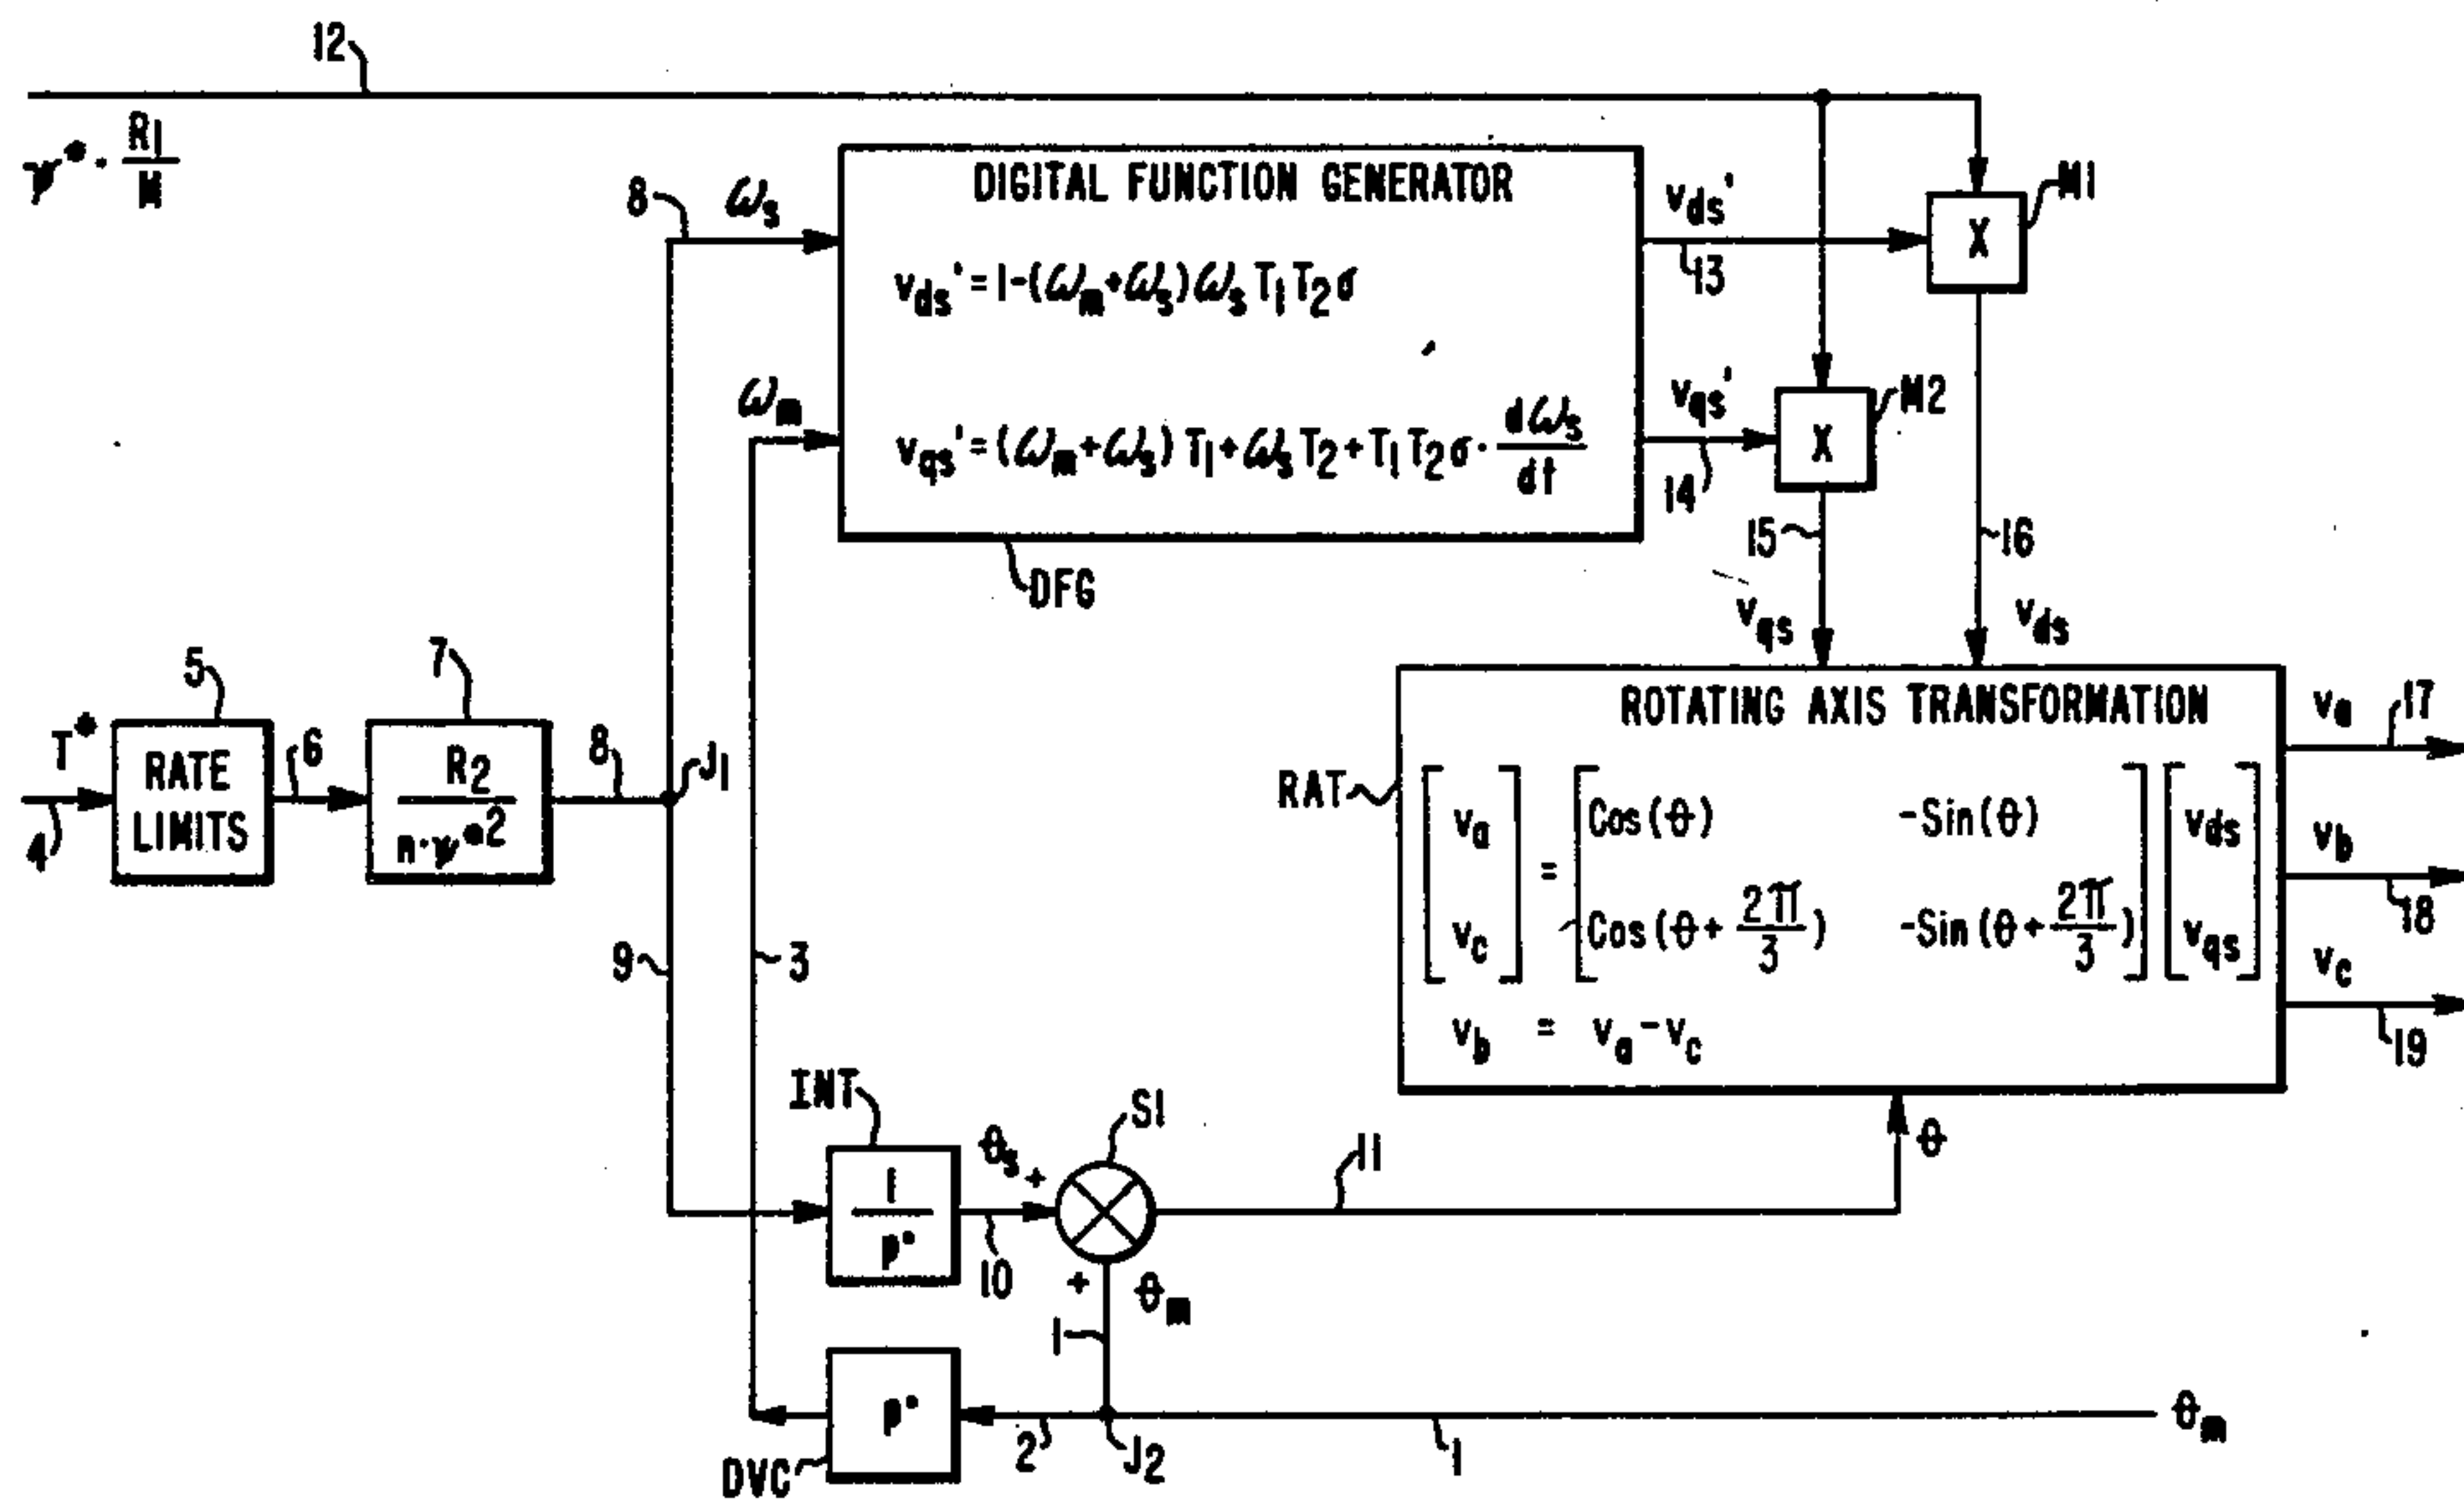 12
ψ* · R1/M
DIGITAL FUNCTION GENERATOR
8
ωs
vds' = 1-(ωm+ωs)ωs T1 T2 σ
ωm
vqs' = (ωm+ωs) T1 + ωs T2 + T1 T2 σ · dωs/dt
DFG
vds'
13
M1
X
vqs'
14
M2
X
15
16
vqs
vds
T*
4
5
RATE
LIMITS
6
7
R2
n·ψ*2
8
J1
9
3
RAT
ROTATING AXIS TRANSFORMATION
[va vc] = [Cos(θ) -Sin(θ)
Cos(θ+ 2π/3) -Sin(θ+ 2π/3)] [vds vqs]
vb = va - vc
va
17
vb
18
vc
19
INT
1
p·
10
θs +
S1
11
θ
+
θm
1
DVC
p·
2
J2
1
θm